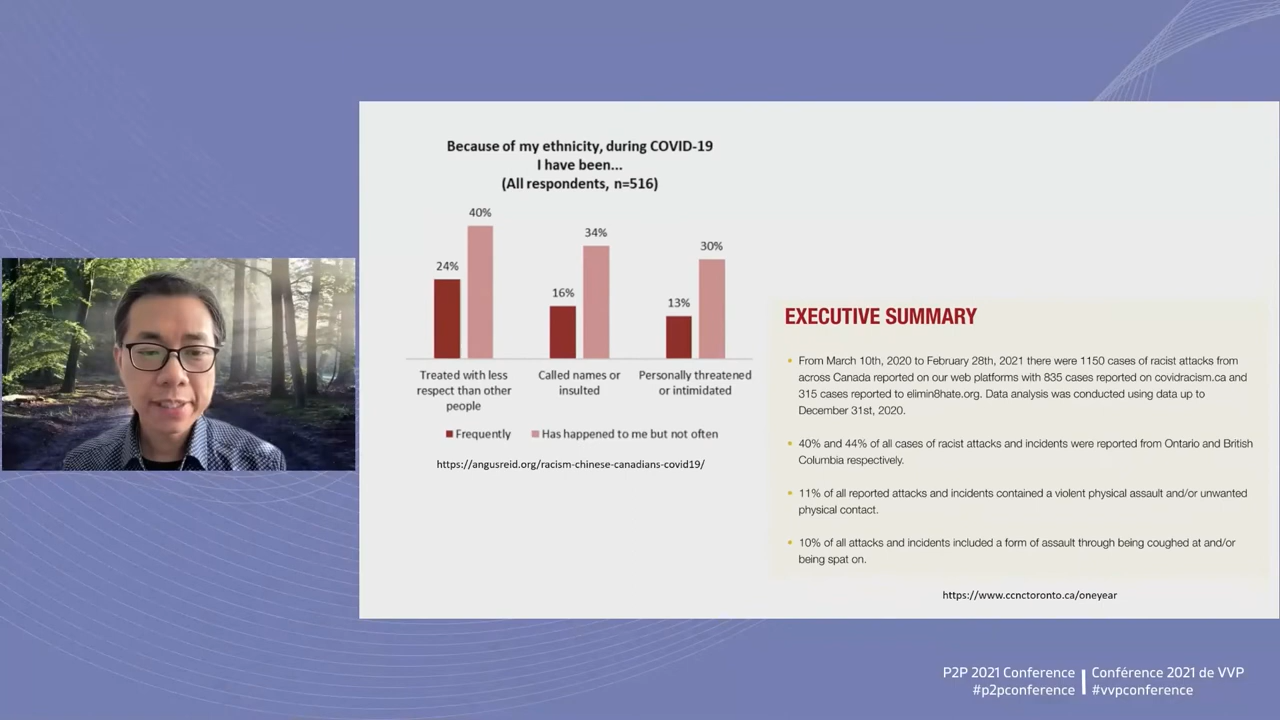 Because of my ethnicity, during COVID-19
I have been...
(All respondents, n=516)
40%
24%
34%
16%
30%
13%
Treated with less
respect than other
people
Called names or
insulted
Personally threatened
or intimidated
Frequently
Has happened to me but not often
https://angusreid.org/racism-chinese-canadians-covid19/
EXECUTIVE SUMMARY
• From March 10th, 2020 to February 28th, 2021 there were 1150 cases of racist attacks from
across Canada reported on our web platforms with 835 cases reported on covidracism.ca and
315 cases reported to elimin8hate.org. Data analysis was conducted using data up to
December 31st, 2020.
• 40% and 44% of all cases of racist attacks and incidents were reported from Ontario and British
Columbia respectively.
• 11% of all reported attacks and incidents contained a violent physical assault and/or unwanted
physical contact.
• 10% of all attacks and incidents included a form of assault through being coughed at and/or
being spat on.
https://www.ccnctoronto.ca/oneyear
P2P 2021 Conference
#p2pconference
Conférence 2021 de VVP
#vvpconference